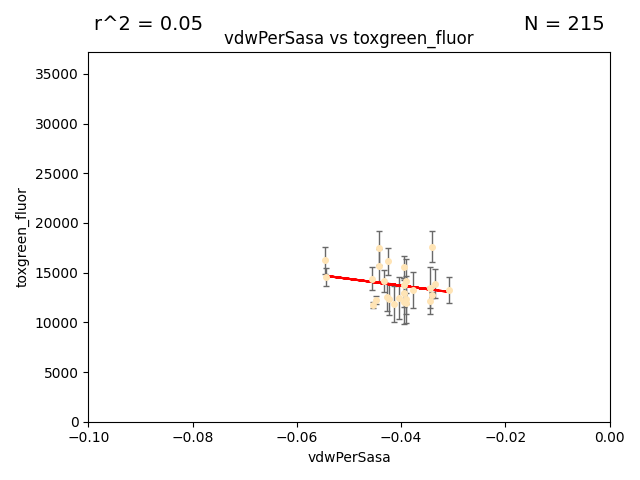 r^2 = 0.05
N = 215
vdwPerSasa vs toxgreen_fluor
35000
30000
25000
20000
15000
10000
5000
0
toxgreen_fluor
−0.10
−0.08
−0.06
−0.04
−0.02
0.00
vdwPerSasa